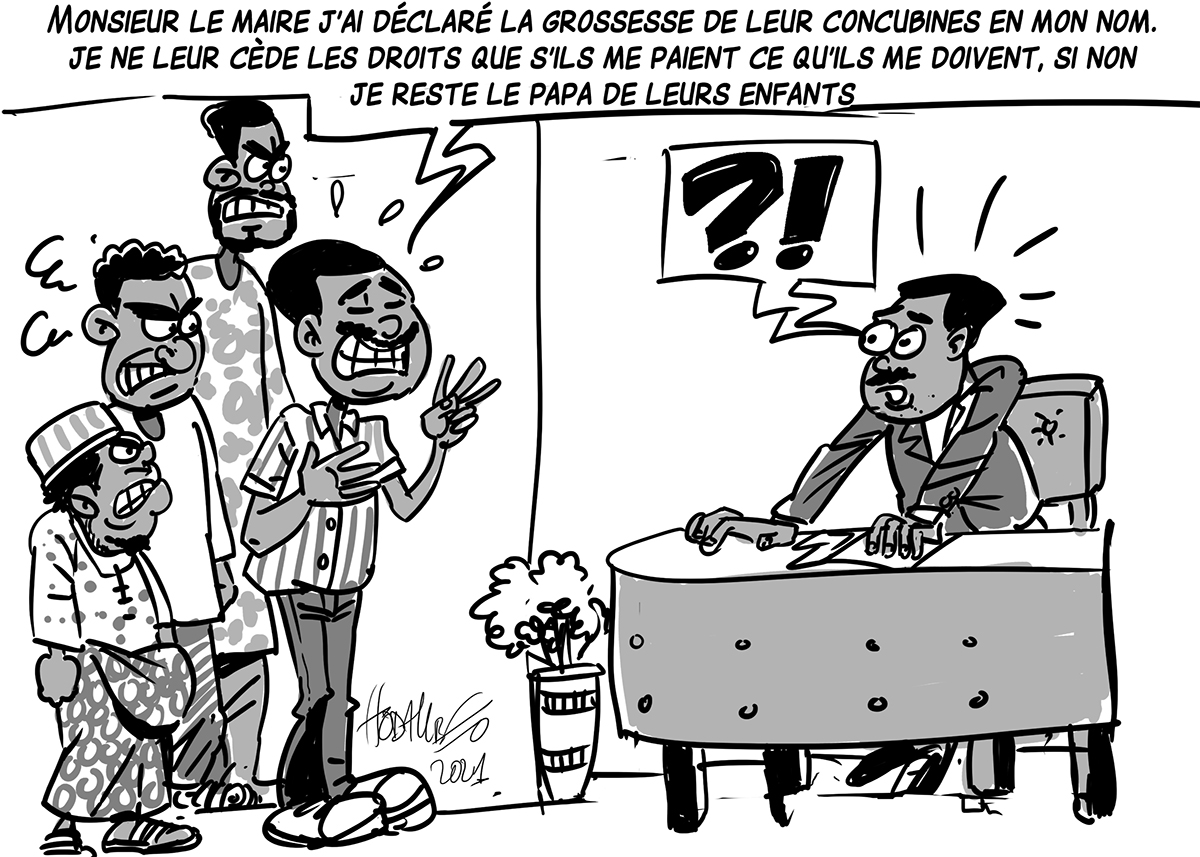 MONSIEUR LE MAIRE J'AI DÉCLARÉ LA GROSSESSE DE LEUR CONCUBINES EN MON NOM.
JE NE LEUR CÈDE LES DROITS QUE S'ILS ME PAIENT CE QU'ILS ME DOIVENT, SI NON
JE RESTE LE PAPA DE LEURS ENFANTS
?!
2021